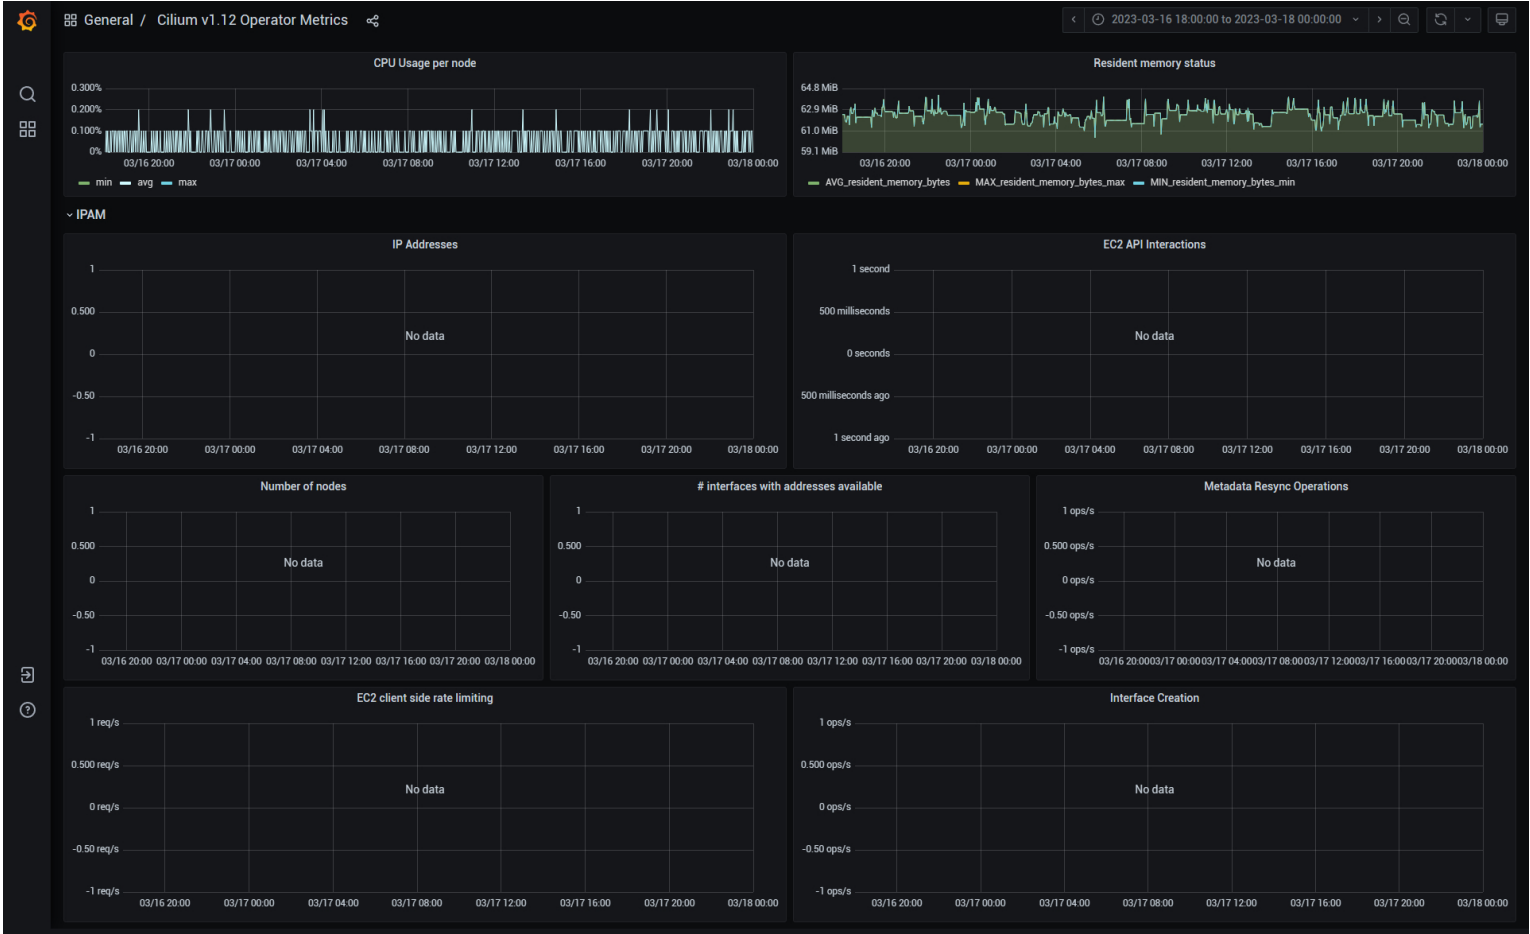 General / Cilium v1.12 Operator Metrics
2023-03-16 18:00:00 to 2023-03-18 00:00:00
CPU Usage per node
0.300%
0.200%
0.100%
0%
03/16 20:00 03/17 00:00 03/17 04:00 03/17 08:00 03/17 12:00 03/17 16:00 03/17 20:00 03/18 00:00
min avg max
Resident memory status
64.8 MiB
62.9 MiB
61.0 MiB
59.1 MiB
03/16 20:00 03/17 00:00 03/17 04:00 03/17 08:00 03/17 12:00 03/17 16:00 03/17 20:00 03/18 00:00
AVG_resident_memory_bytes MAX_resident_memory_bytes_max MIN_resident_memory_bytes_min
IPAM
IP Addresses
1
0.500
0
-0.50
-1
No data
03/16 20:00 03/17 00:00 03/17 04:00 03/17 08:00 03/17 12:00 03/17 16:00 03/17 20:00 03/18 00:00
EC2 API Interactions
1 second
500 milliseconds
0 seconds
500 milliseconds ago
1 second ago
No data
03/16 20:00 03/17 00:00 03/17 04:00 03/17 08:00 03/17 12:00 03/17 16:00 03/17 20:00 03/18 00:00
Number of nodes
1
0.500
0
-0.50
-1
No data
03/16 20:00 03/17 00:00 03/17 04:00 03/17 08:00 03/17 12:00 03/17 16:00 03/17 20:00 03/18 00:00
# interfaces with addresses available
1
0.500
0
-0.50
-1
No data
03/16 20:00 03/17 00:00 03/17 04:00 03/17 08:00 03/17 12:00 03/17 16:00 03/17 20:00 03/18 00:00
Metadata Resync Operations
1 ops/s
0.500 ops/s
0 ops/s
-0.50 ops/s
-1 ops/s
No data
03/16 20:00 03/17 00:00 03/17 04:00 03/17 08:00 03/17 12:00 03/17 16:00 03/17 20:00 03/18 00:00
EC2 client side rate limiting
1 req/s
0.500 req/s
0 req/s
-0.50 req/s
-1 req/s
No data
03/16 20:00 03/17 00:00 03/17 04:00 03/17 08:00 03/17 12:00 03/17 16:00 03/17 20:00 03/18 00:00
Interface Creation
1 ops/s
0.500 ops/s
0 ops/s
-0.50 ops/s
-1 ops/s
No data
03/16 20:00 03/17 00:00 03/17 04:00 03/17 08:00 03/17 12:00 03/17 16:00 03/17 20:00 03/18 00:00